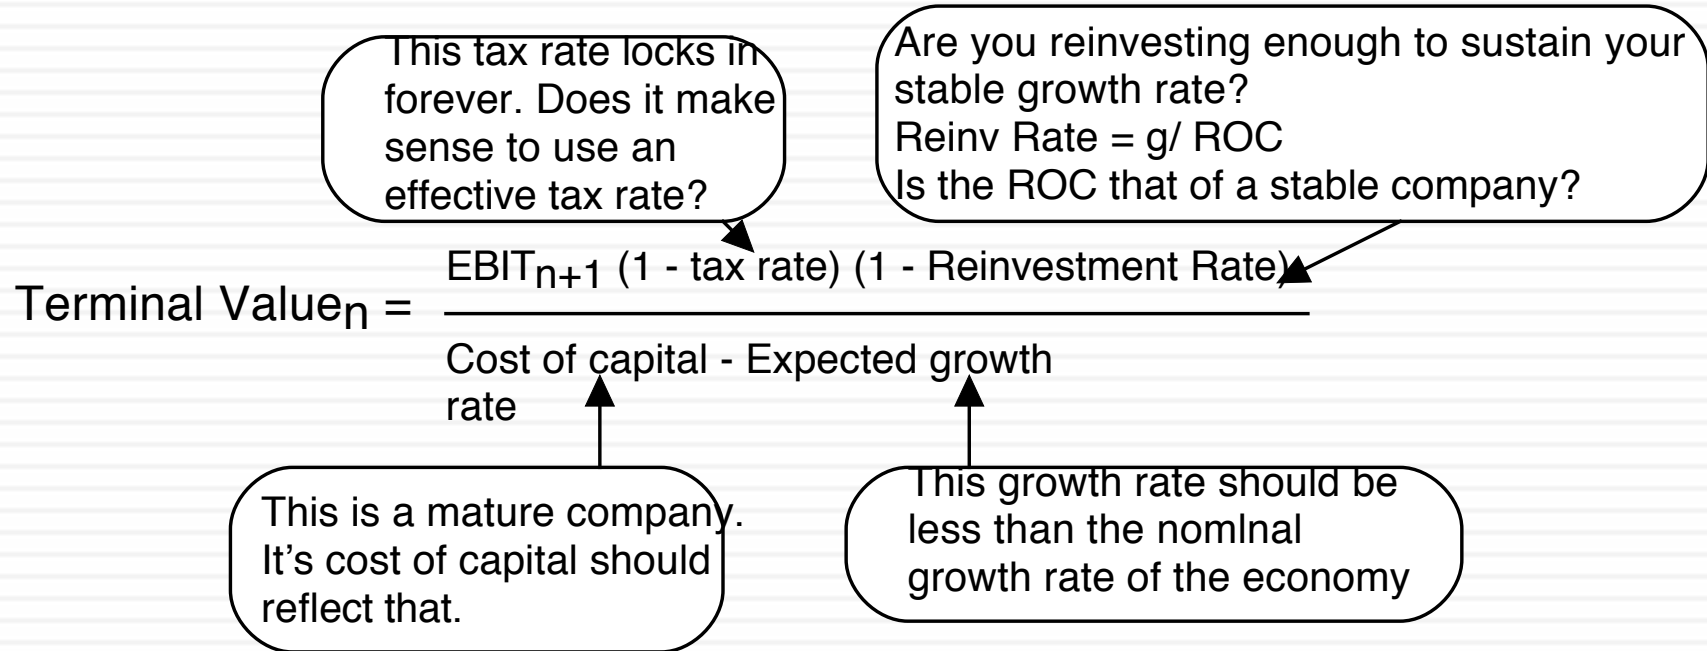 This tax rate locks in
forever. Does it make
sense to use an
effective tax rate?
Are you reinvesting enough to sustain your
stable growth rate?
Reinv Rate = g/ ROC
Is the ROC that of a stable company?
EBITn+1 (1 - tax rate) (1 - Reinvestment Rate)
Terminal Valuen =
Cost of capital - Expected growth
rate
This is a mature company.
It's cost of capital should
reflect that.
This growth rate should be
less than the nomInal
growth rate of the economy